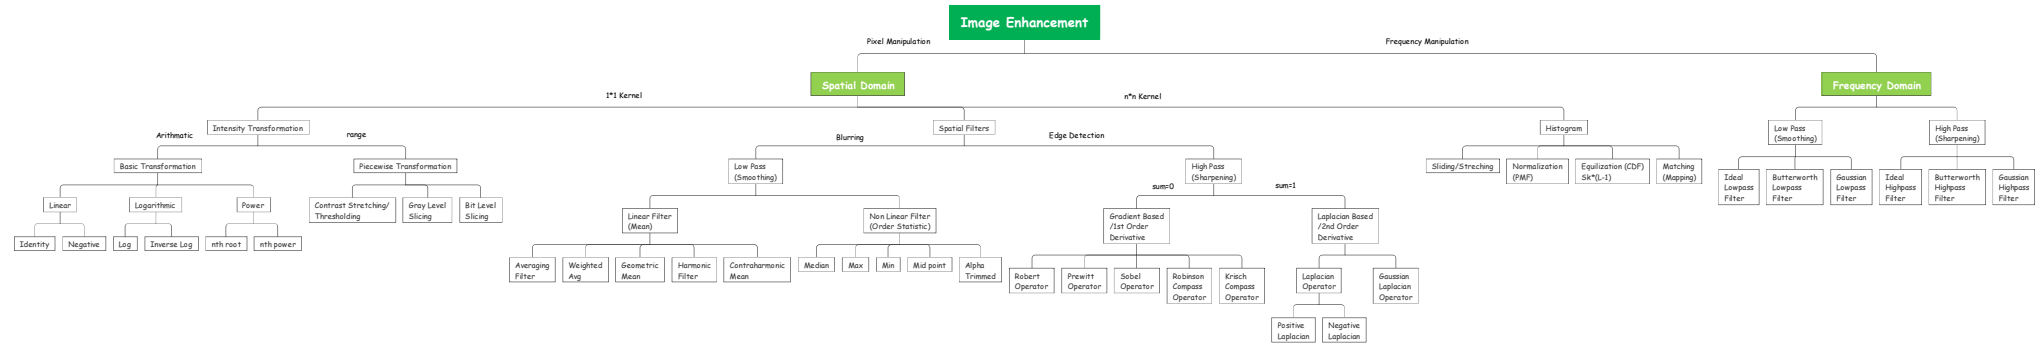 Image Enhancement
Pixel Manipulation
Frequency Manipulation
Spatial Domain
Frequency Domain
1*1 Kernel
n*n Kernel
Intensity Transformation
Spatial Filters
Histogram
Low Pass
(Smoothing)
High Pass
(Sharpening)
Arithmatic
range
Blurring
Edge Detection
Basic Transformation
Piecewise Transformation
Low Pass
(Smoothing)
High Pass
(Sharpening)
Sliding/Streching
Normalization
(PMF)
Equilization (CDF)
Sk*(L-1)
Matching
(Mapping)
Ideal
Lowpass
Filter
Butterworth
Lowpass
Filter
Gaussian
Lowpass
Filter
Ideal
Highpass
Filter
Butterworth
Highpass
Filter
Gaussian
Highpass
Filter
sum=0
sum=1
Linear
Logarithmic
Power
Contrast Stretching/
Thresholding
Gray Level
Slicing
Bit Level
Slicing
Linear Filter
(Mean)
Non Linear Filter
(Order Statistic)
Gradient Based
/1st Order
Derivative
Laplacian Based
/2nd Order
Derivative
Identity
Negative
Log
Inverse Log
nth root
nth power
Averaging
Filter
Weighted
Avg
Geometric
Mean
Harmonic
Filter
Contraharmonic
Mean
Median
Max
Min
Mid point
Alpha
Trimmed
Robert
Operator
Prewitt
Operator
Sobel
Operator
Robinson
Compass
Operator
Krisch
Compass
Operator
Laplacian
Operator
Gaussian
Laplacian
Operator
Positive
Laplacian
Negative
Laplacian